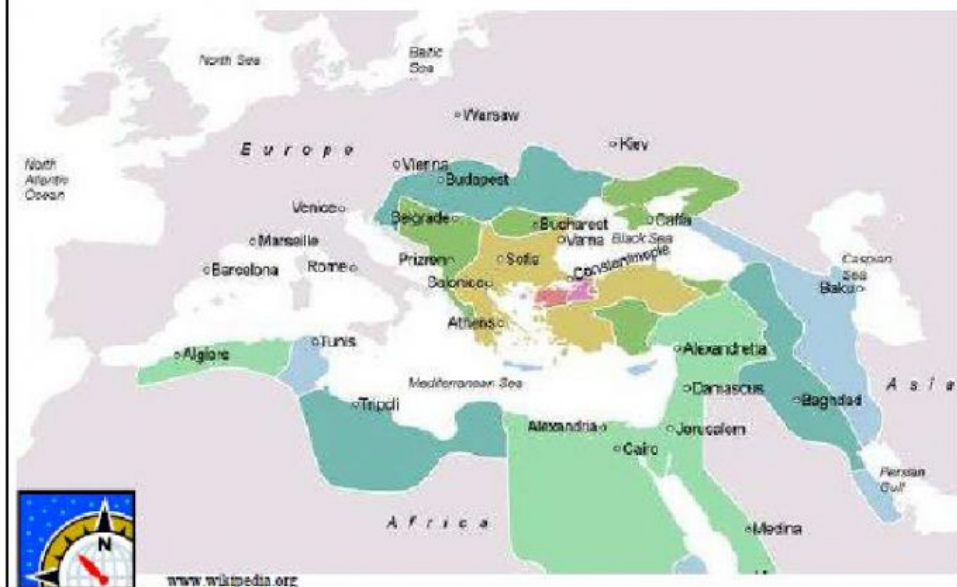 North Sea
Baltic
Sea
Warsaw
Kiev
Europe
North
Atlantic
Ocean
Vienna
Budapest
Venice
Belgrade
Bucharest
Caffa
Marseille
Varna
Black Sea
Barcelona
Rome
Prizren
Sofia
Constantinople
Caspian
Sea
Baku
Salonica
Athens
Algiers
Tunis
Alexandretta
Mediterranean Sea
Damascus
Asia
Tripoli
Baghdad
Alexandria
Jerusalem
Cairo
Persian
Gulf
Africa
Medina
N
www.wikipedia.org